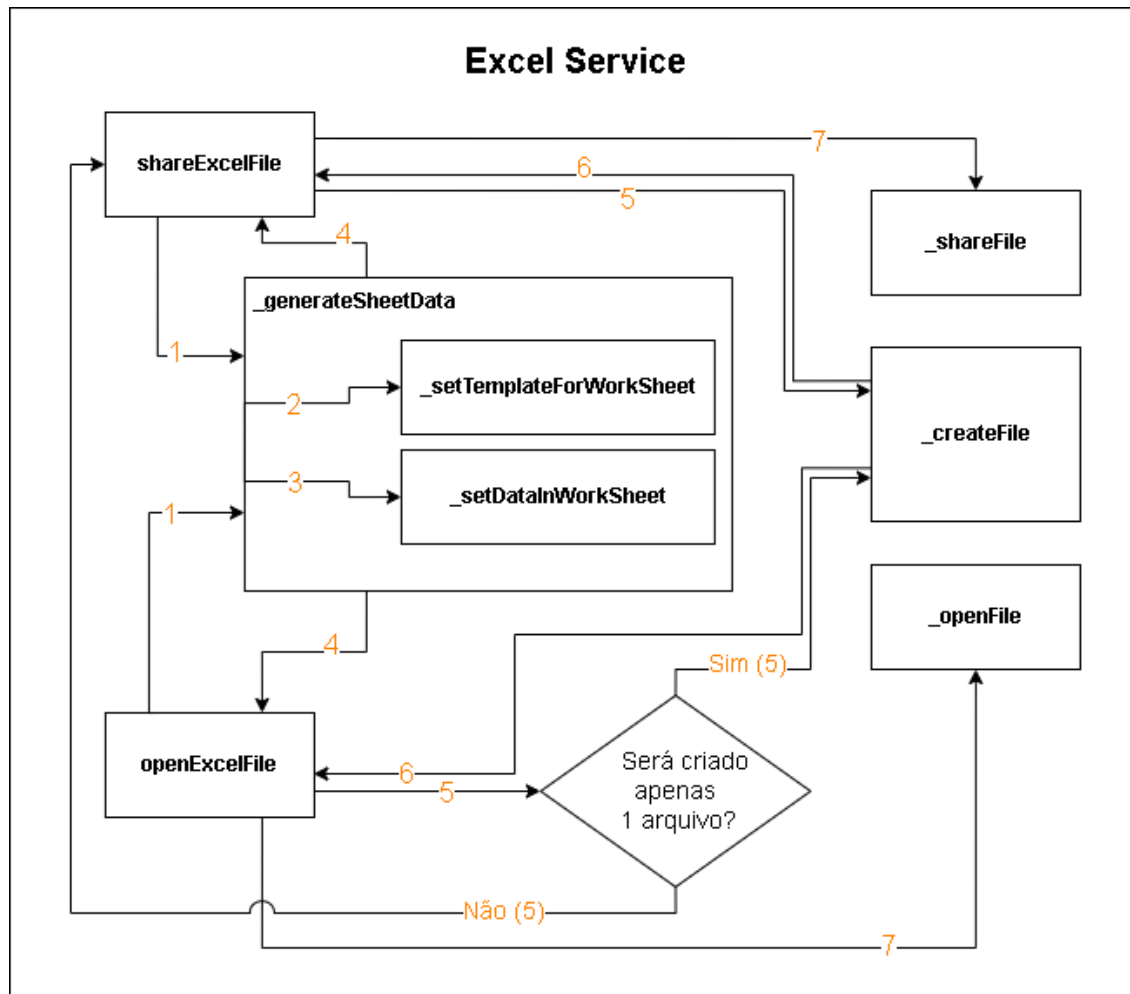 Excel Service
shareExcelFile
7
6
5
_shareFile
4
_generateSheetData
1
2
_setTemplateForWorkSheet
_createFile
3
_setDataInWorkSheet
1
_openFile
4
Sim (5)
openExcelFile
6
5
Será criado
apenas
1 arquivo?
Não (5)
7